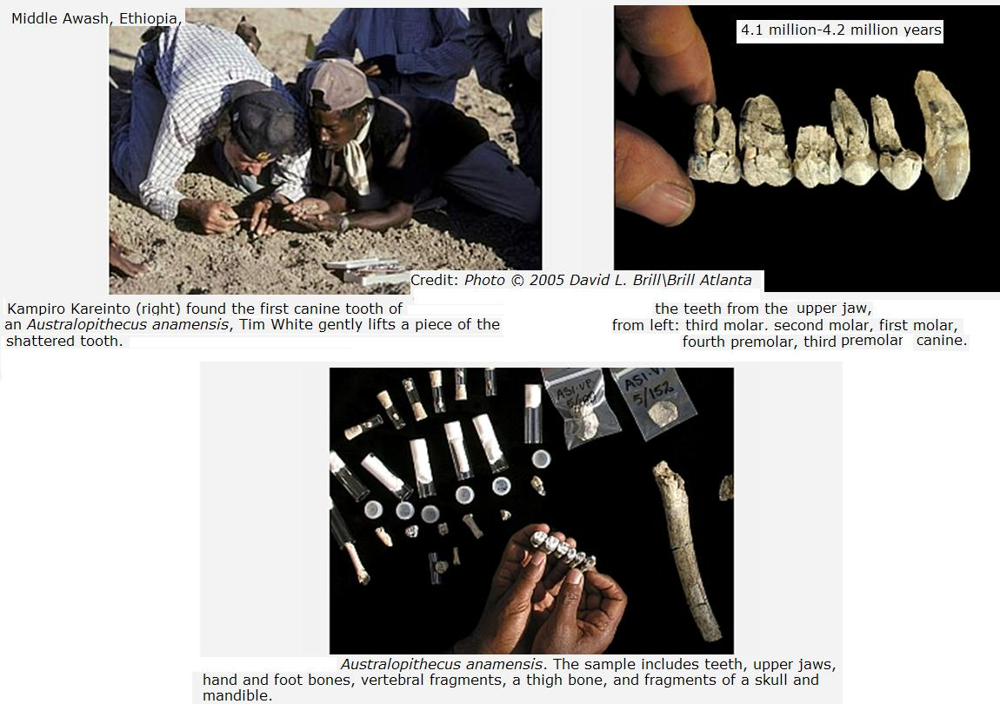 Middle Awash, Ethiopia,
4.1 million-4.2 million years
Credit: Photo © 2005 David L. Brill\Brill Atlanta
Kampiro Kareinto (right) found the first canine tooth of
an Australopithecus anamensis, Tim White gently lifts a piece of the
shattered tooth.
the teeth from the upper jaw,
from left: third molar. second molar, first molar,
fourth premolar, third premolar canine.
ASI-VP
ASI-VP
5/152
Australopithecus anamensis. The sample includes teeth, upper jaws,
hand and foot bones, vertebral fragments, a thigh bone, and fragments of a skull and
mandible.